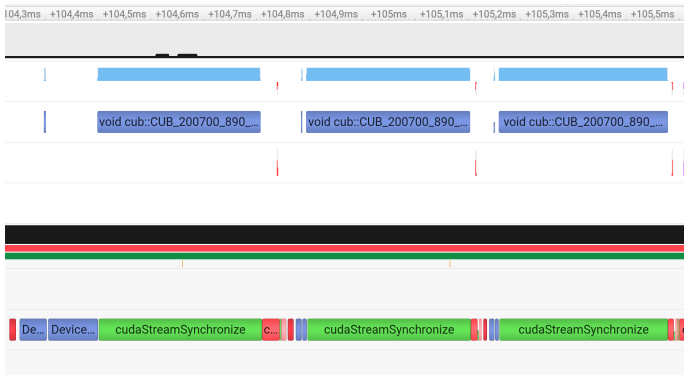 104,3ms +104,4ms +104,5ms +104,6ms +104,7ms +104,8ms +104,9ms +105ms +105,1ms +105,2ms +105,3ms +105,4ms +105,5ms
void cub::CUB_200700_890_... void cub::CUB_200700_890_... void cub::CUB_200700_890_...
De... Device... cudaStreamSynchronize c... cudaStreamSynchronize cudaStreamSynchronize